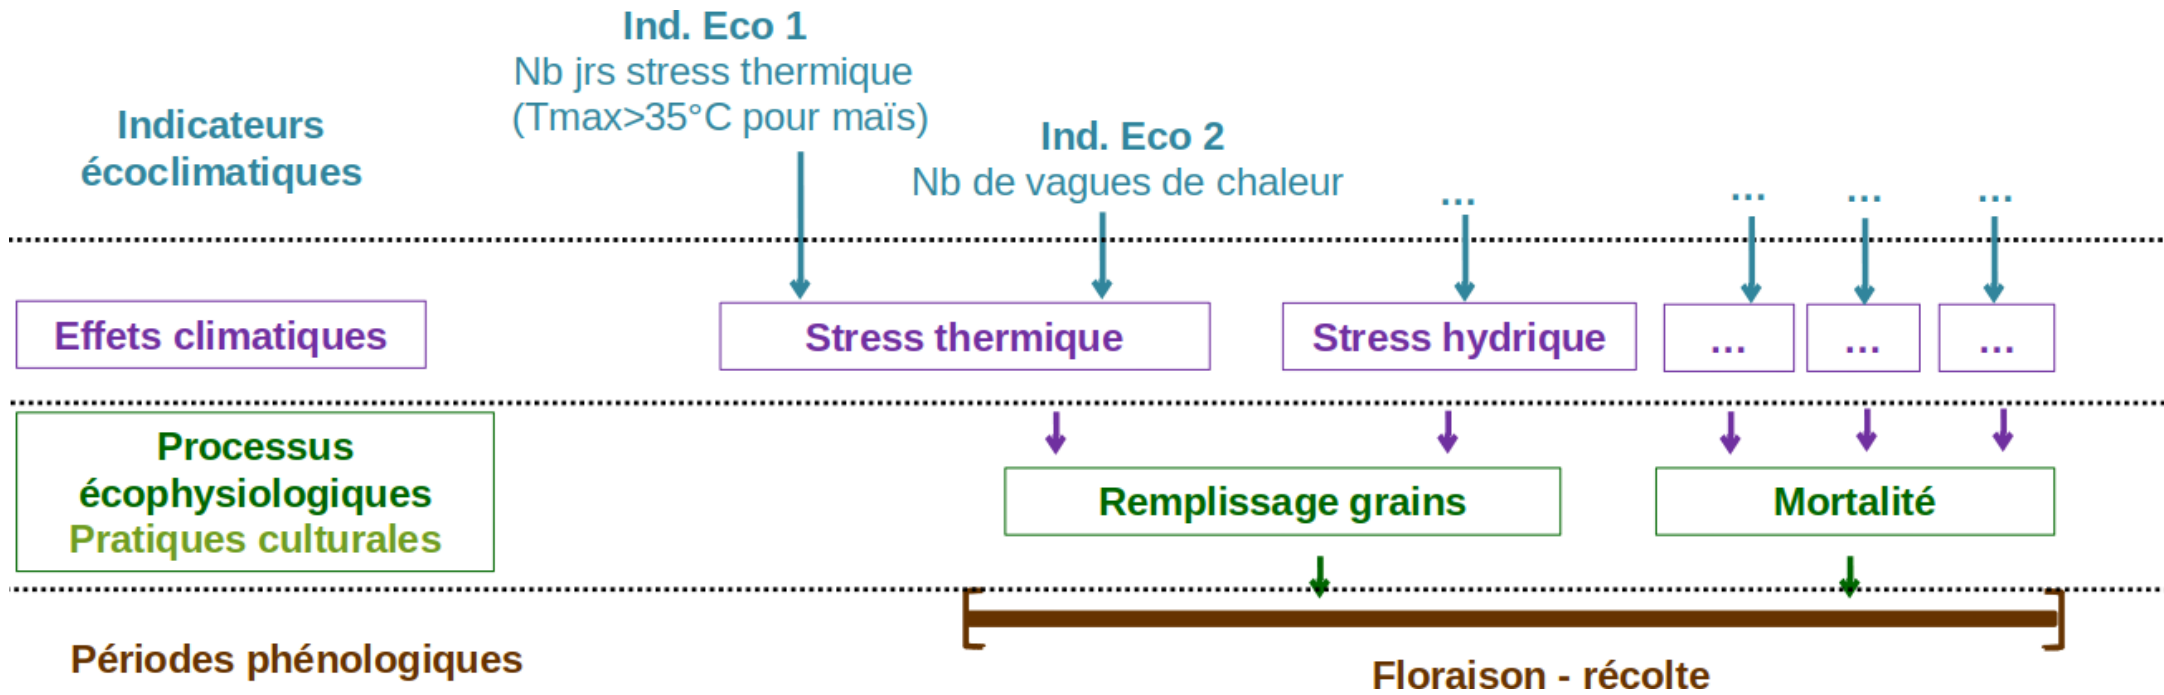 Ind. Eco 1
Nb jrs stress thermique
(Tmax>35°C pour maïs)
Indicateurs
écoclimatiques
Ind. Eco 2
Nb de vagues de chaleur
...
...
...
...
Effets climatiques
Stress thermique
Stress hydrique
...
...
...
Processus
écophysiologiques
Pratiques culturales
Remplissage grains
Mortalité
Périodes phénologiques
Floraison - récolte